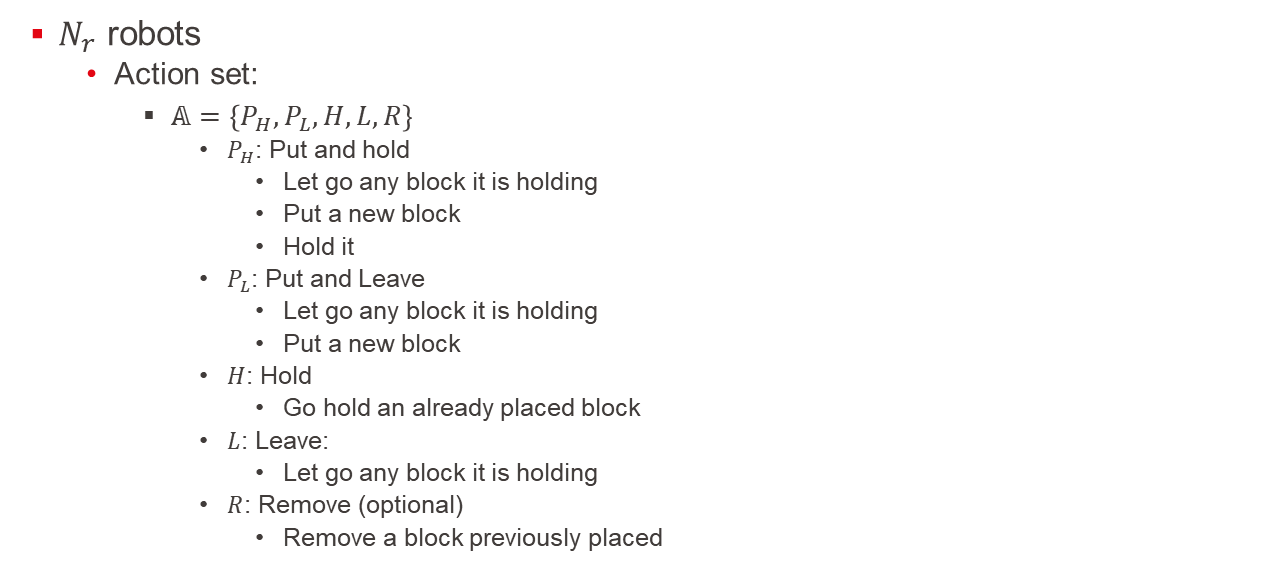 ▪ N_r robots
• Action set:
▪ 𝔸 = {P_H, P_L, H, L, R}
• P_H: Put and hold
• Let go any block it is holding
• Put a new block
• Hold it
• P_L: Put and Leave
• Let go any block it is holding
• Put a new block
• H: Hold
• Go hold an already placed block
• L: Leave:
• Let go any block it is holding
• R: Remove (optional)
• Remove a block previously placed